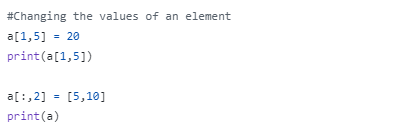 #Changing the values of an element
a[1,5] = 20
print(a[1,5])
a[:,2] = [5,10]
print(a)